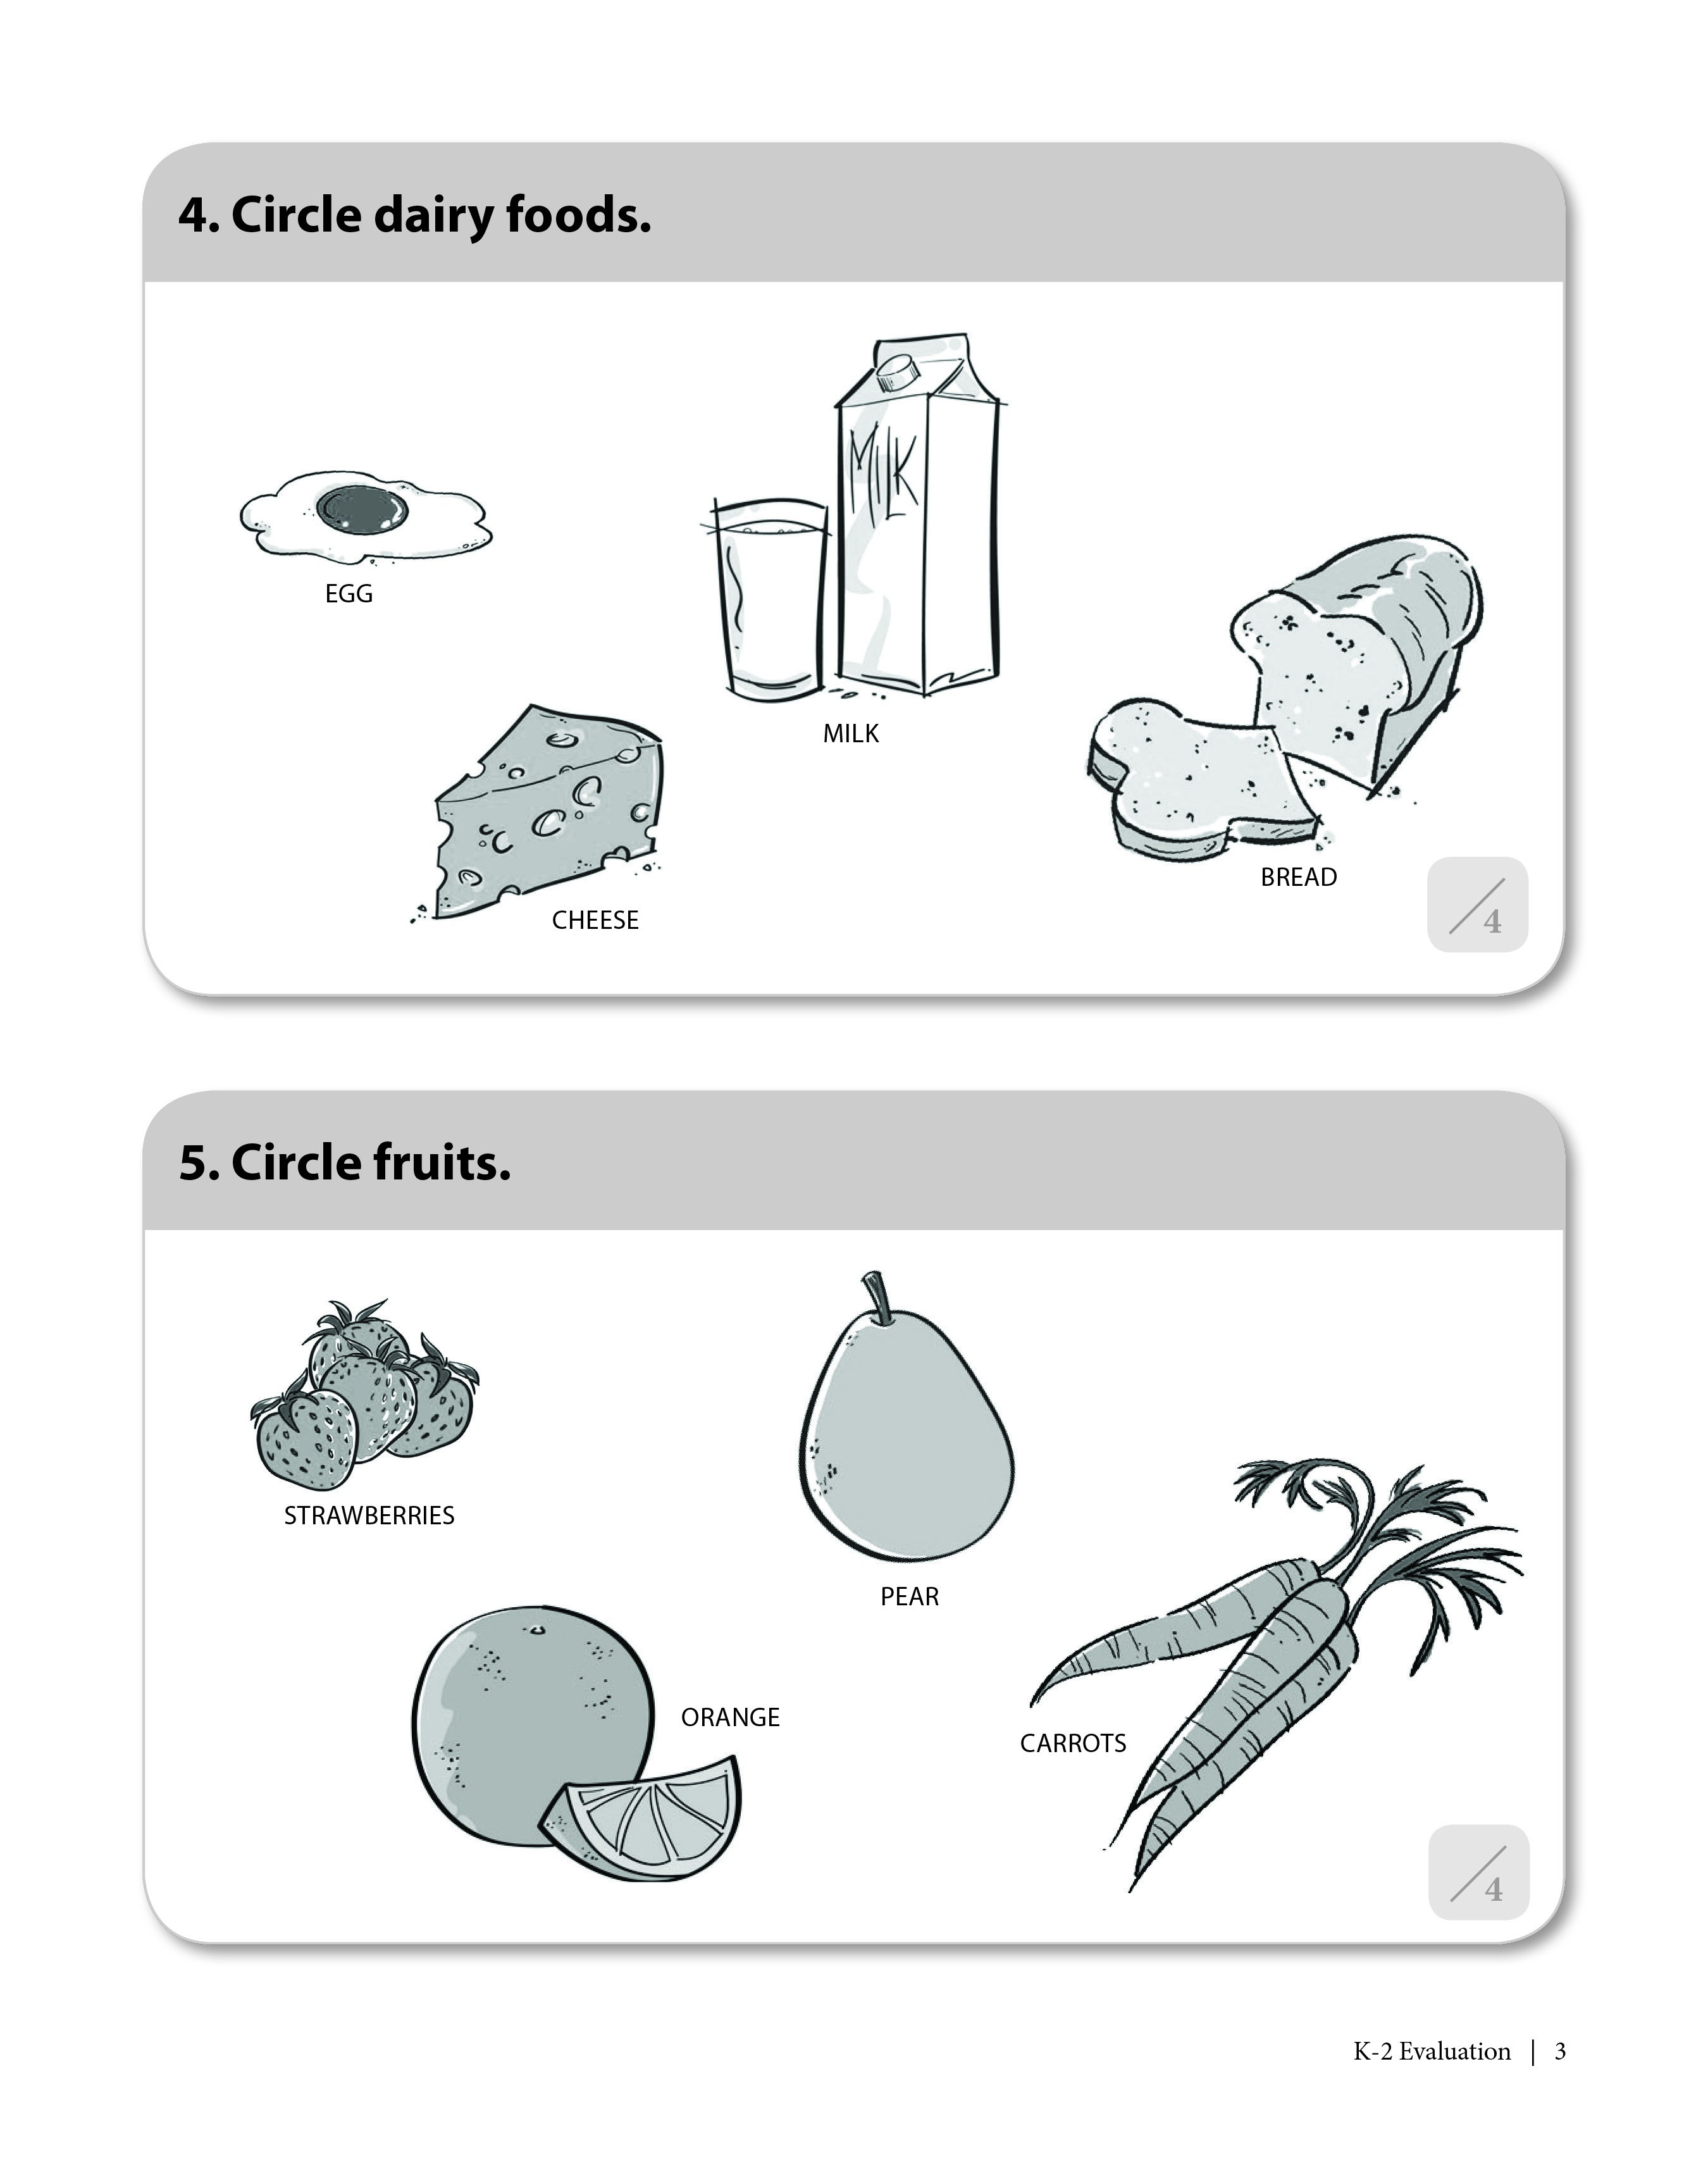 4. Circle dairy foods.
MILK
EGG
MILK
CHEESE
BREAD
4
5. Circle fruits.
STRAWBERRIES
PEAR
ORANGE
CARROTS
4
K-2 Evaluation | 3